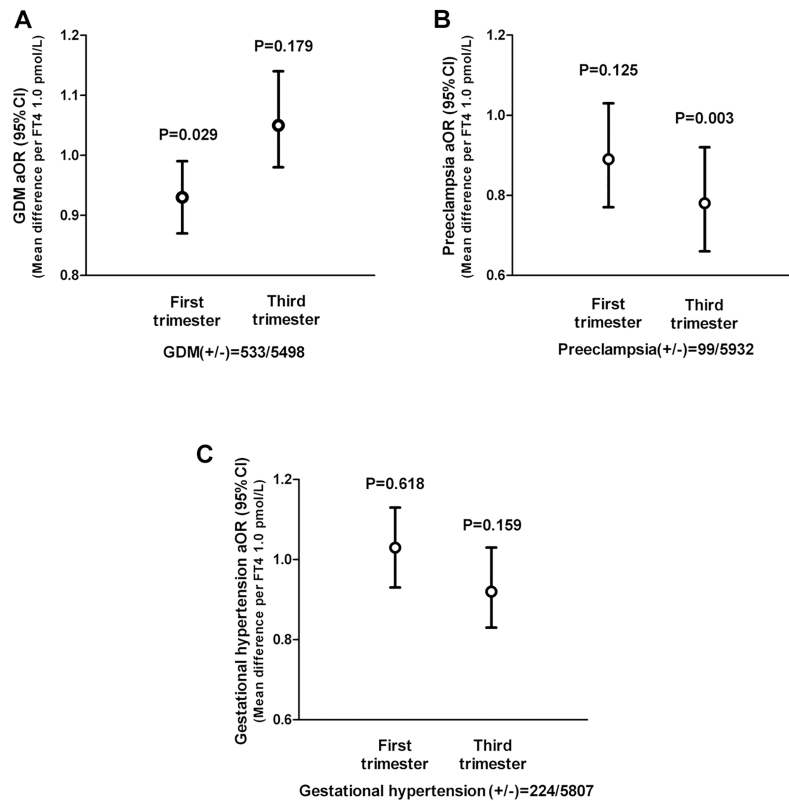 A
GDM aOR (95%CI)
(Mean difference per FT4 1.0 pmol/L)
1.2
1.1
1.0
0.9
0.8
P=0.029
P=0.179
First
trimester
Third
trimester
GDM(+/-)=533/5498
B
Preeclampsia aOR (95%CI)
(Mean difference per FT4 1.0 pmol/L)
1.2
1.0
0.8
0.6
P=0.125
P=0.003
First
trimester
Third
trimester
Preeclampsia(+/-)=99/5932
C
Gestational hypertension aOR (95%CI)
(Mean difference per FT4 1.0 pmol/L)
1.2
1.0
0.8
0.6
P=0.618
P=0.159
First
trimester
Third
trimester
Gestational hypertension (+/-)=224/5807